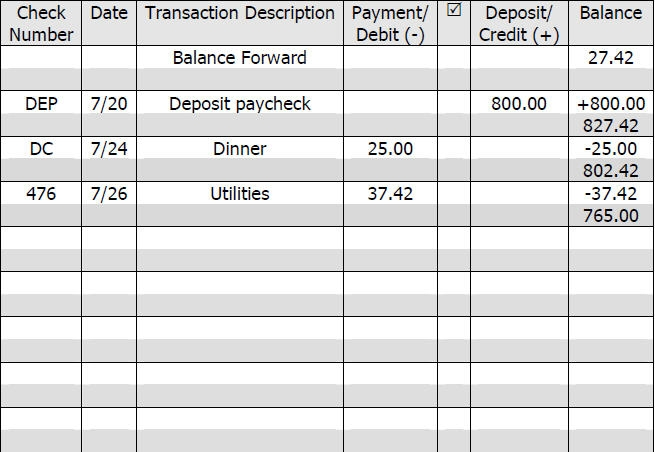 Check Number Date Transaction Description Payment/ Debit (-) ☑ Deposit/ Credit (+) Balance
Balance Forward 27.42
DEP 7/20 Deposit paycheck 800.00 +800.00
827.42
DC 7/24 Dinner 25.00 -25.00
802.42
476 7/26 Utilities 37.42 -37.42
765.00